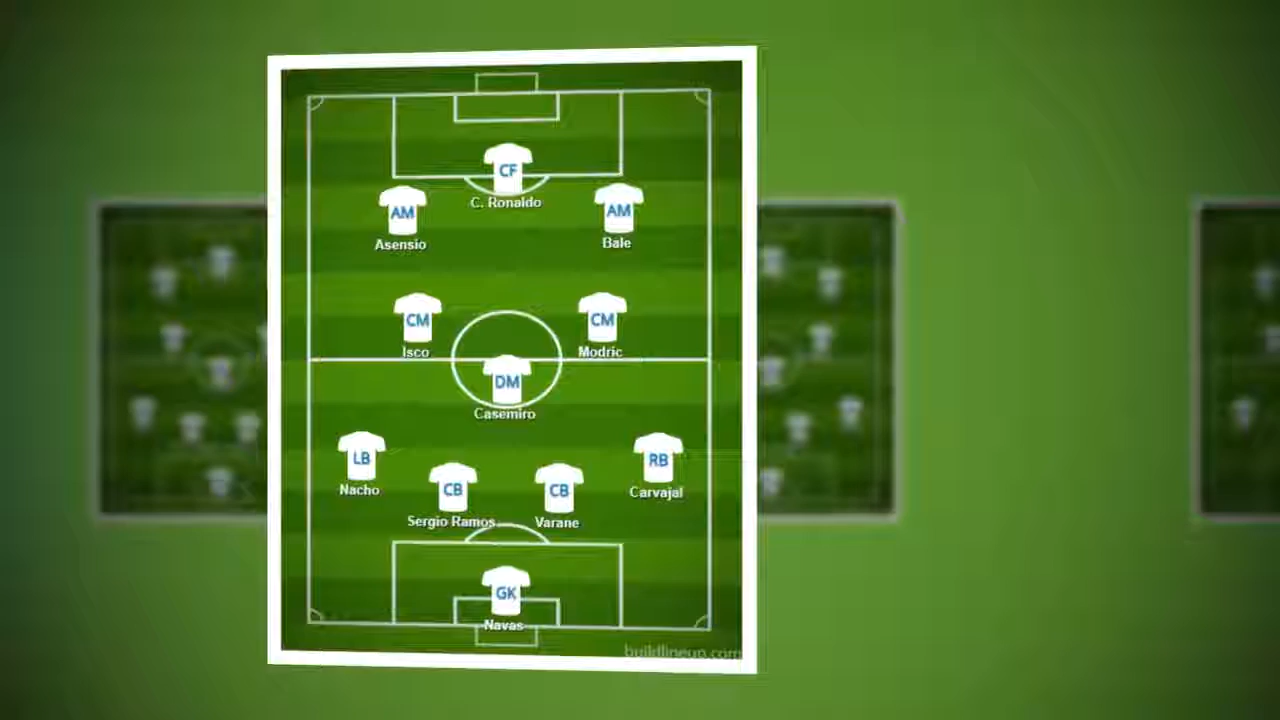 CF
C. Ronaldo
AM
AM
Asensio
Bale
CM
CM
Isco
Modric
DM
Casemiro
LB
RB
Nacho
Carvajal
CB
CB
Sergio Ramos
Varane
GK
Navas
buildlineup.com